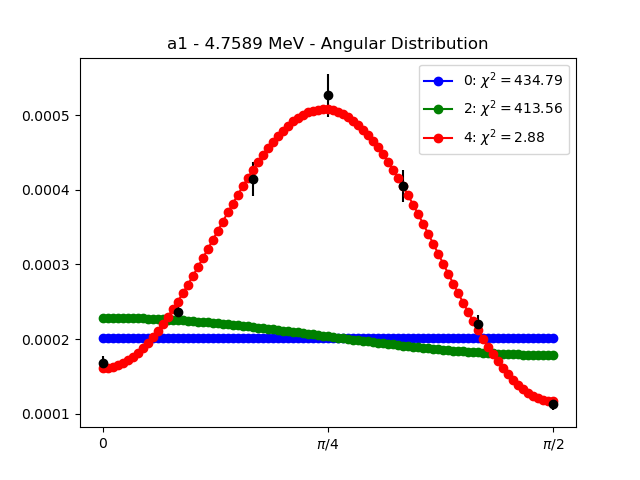 a1 - 4.7589 MeV - Angular Distribution
0: χ² = 434.79
2: χ² = 413.56
4: χ² = 2.88
0.0005
0.0004
0.0003
0.0002
0.0001
0 π/4 π/2